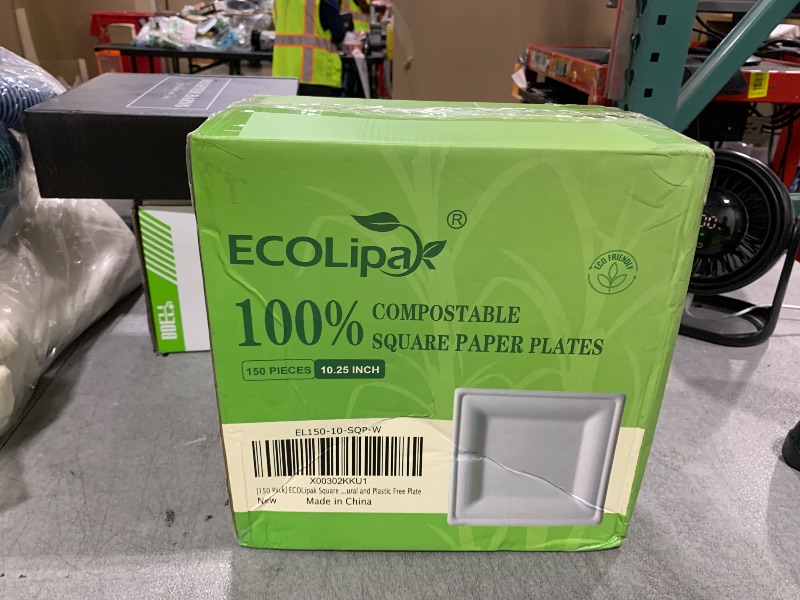 ECOLipak®
ECO FRIENDLY
100% COMPOSTABLE
SQUARE PAPER PLATES
150 PIECES 10.25 INCH
EL150-10-SQP-W
X00302KKU1
[150 Pack] ECOLipak Square ...ural and Plastic Free Plate
New Made in China